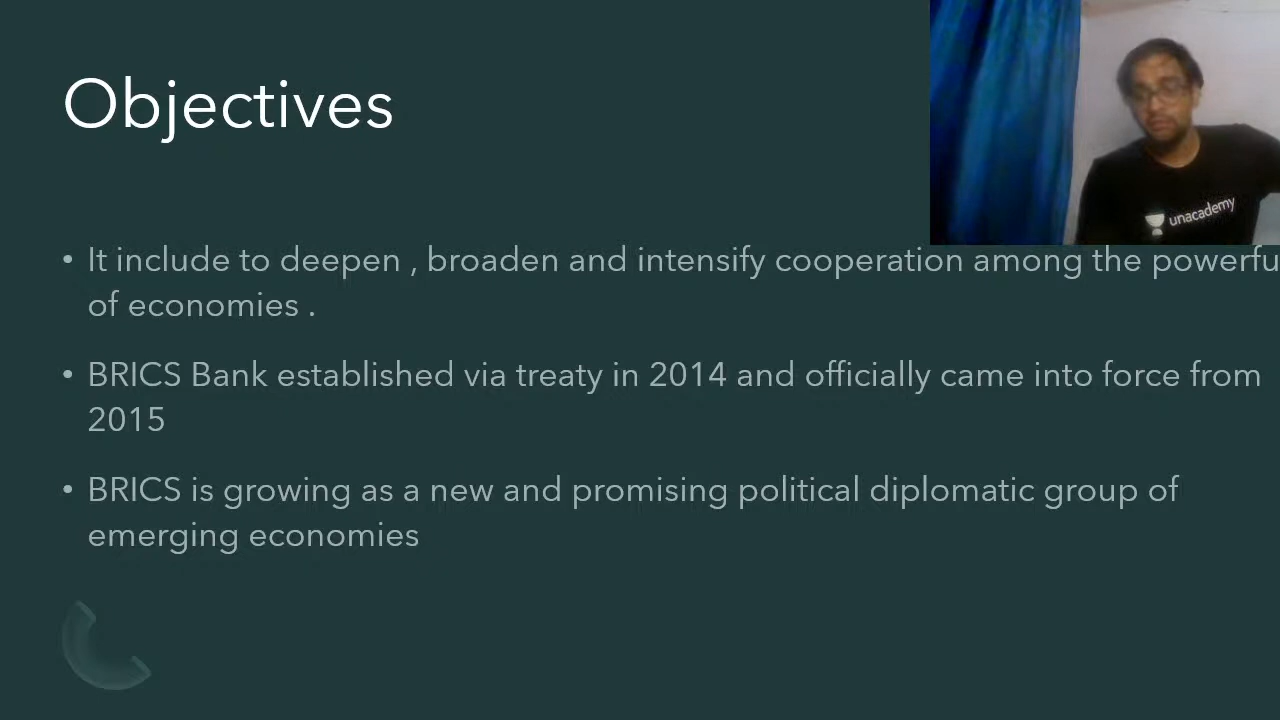 Objectives
unacademy
• It include to deepen , broaden and intensify cooperation among the
of economies .
• BRICS Bank established via treaty in 2014 and officially came into force from
2015
• BRICS is growing as a new and promising political diplomatic group of
emerging economies